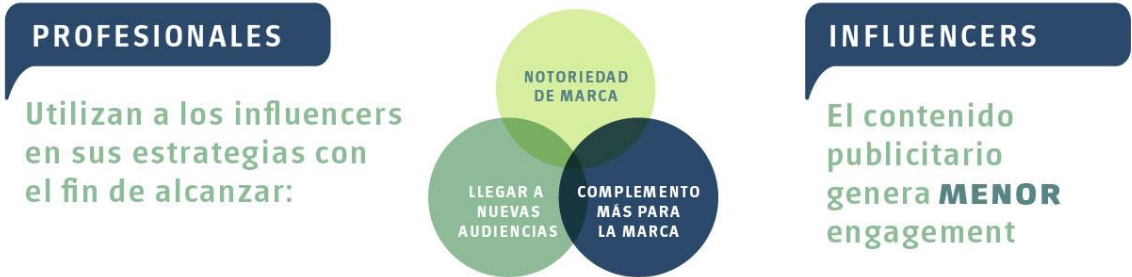 PROFESIONALES
Utilizan a los influencers
en sus estrategias con
el fin de alcanzar:
NOTORIEDAD
DE MARCA
LLEGAR A
NUEVAS
AUDIENCIAS
COMPLEMENTO
MÁS PARA
LA MARCA
INFLUENCERS
El contenido
publicitario
genera MENOR
engagement